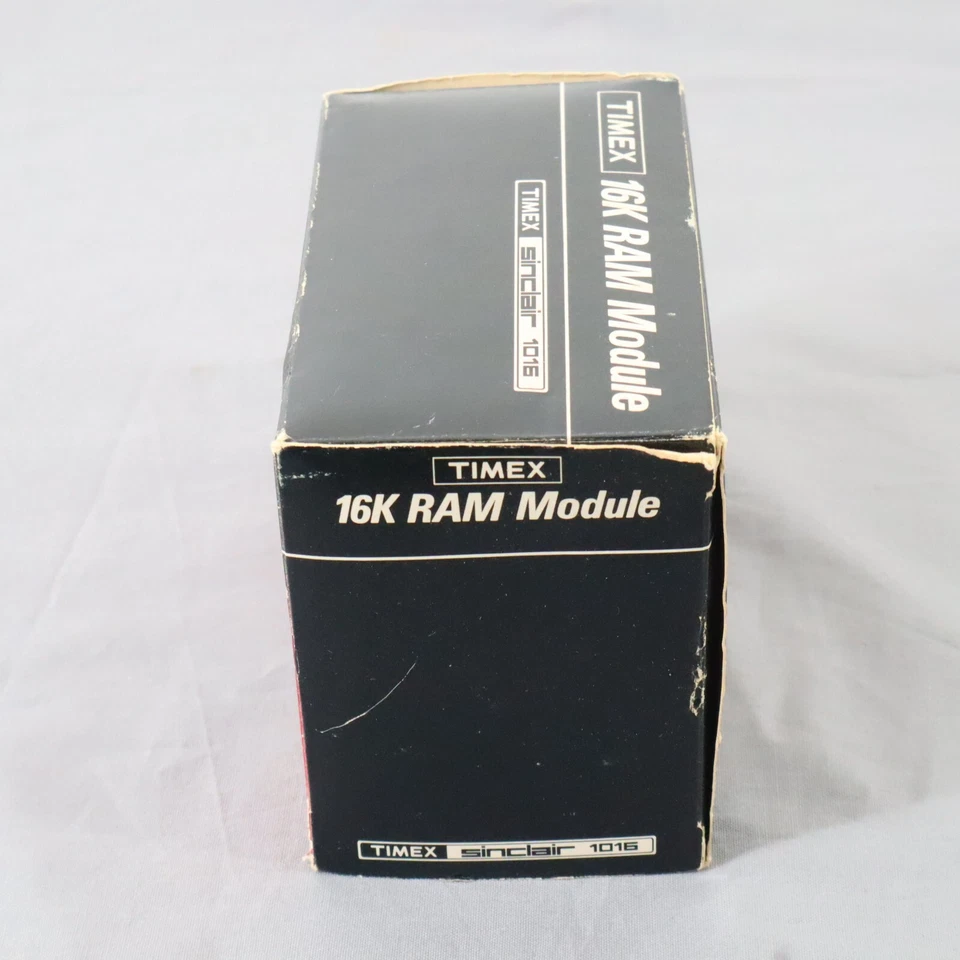 TIMEX 16K RAM Module
TIMEX sinclair 1016
TIMEX
16K RAM Module
TIMEX sinclair 1016